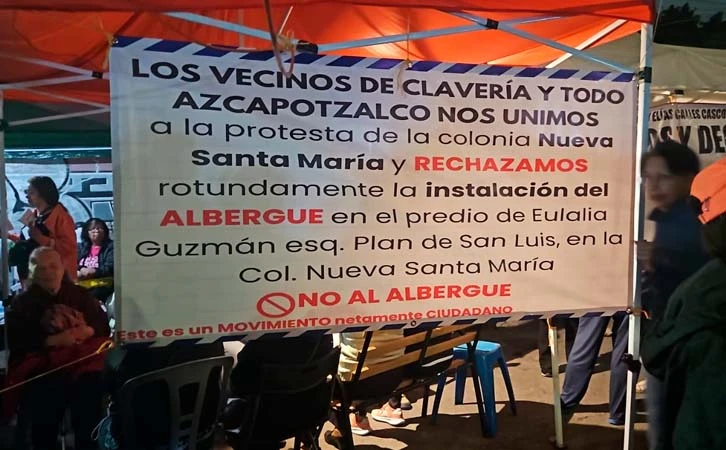 LOS VECINOS DE CLAVERÍA Y TODO
AZCAPOTZALCO NOS UNIMOS
a la protesta de la colonia Nueva
Santa María y RECHAZAMOS
rotundamente la instalación del
ALBERGUE en el predio de Eulalia
Guzmán esq. Plan de San Luis, en la
Col. Nueva Santa María
NO AL ALBERGUE
Este es un MOVIMIENTO netamente CIUDADANO
CALLES